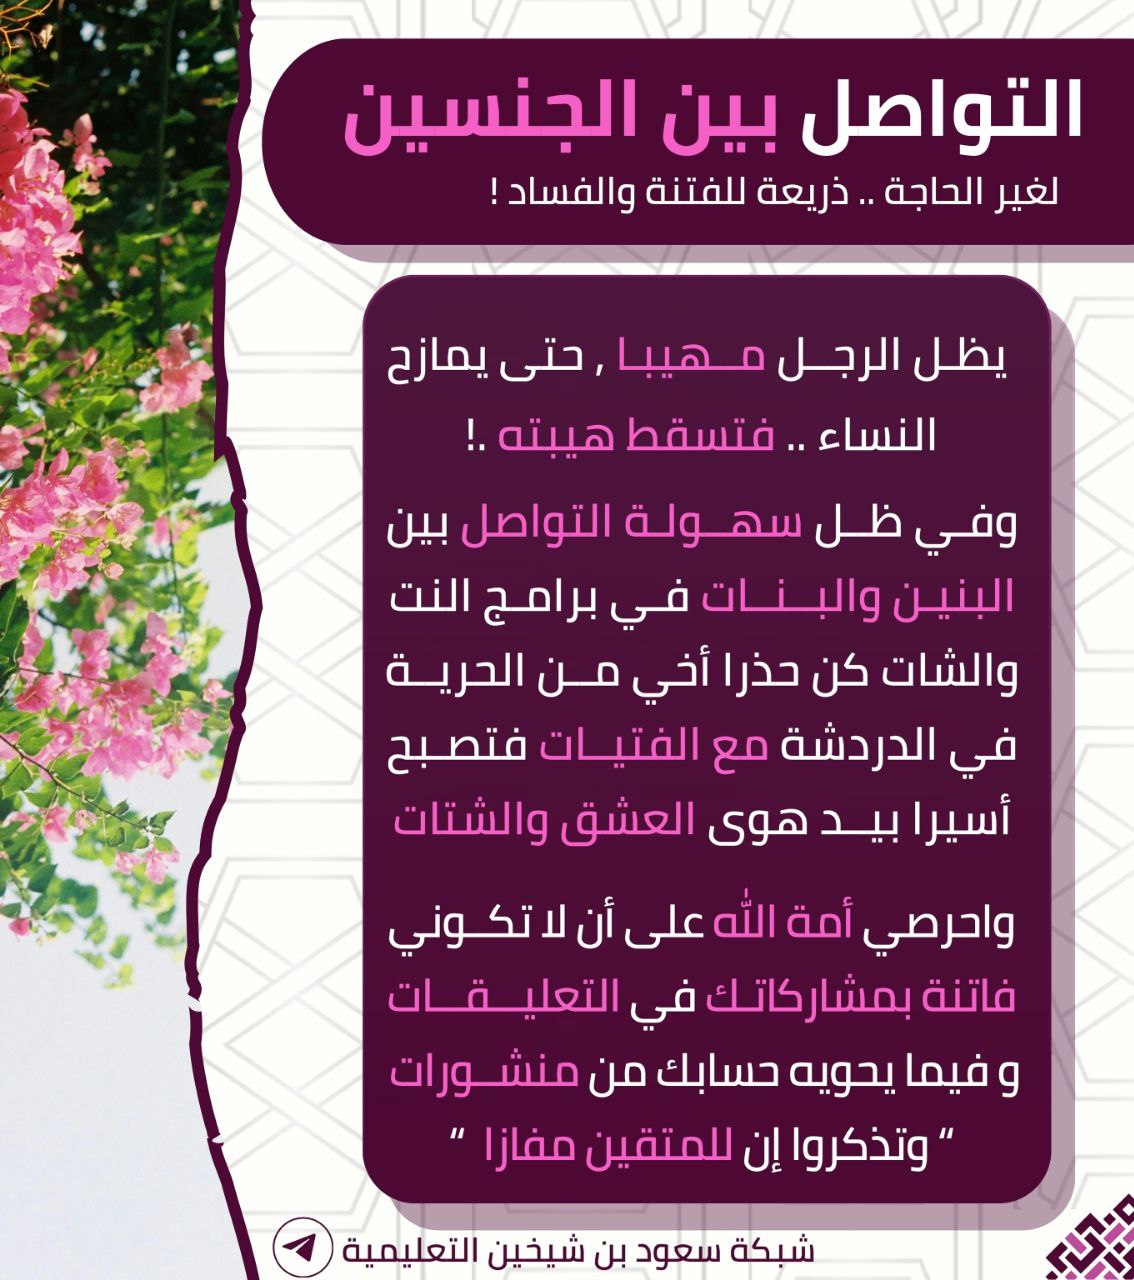 التواصل بين الجنسين
لغير الحاجة .. ذريعة للفتنة والفساد !
يظل الرجل مهيبا , حتى يمازح
النساء .. فتسقط هيبته .!
وفي ظل سهولة التواصل بين
البنين والبنات في برامج النت
والشات كن حذرا أخي من الحرية
في الدردشة مع الفتيات فتصبح
أسيرا بيد هوى العشق والشتات
واحرصي أمة الله على أن لا تكوني
فاتنة بمشاركاتك في التعليقات
و فيما يحويه حسابك من منشورات
“ وتذكروا إن للمتقين مفازا “
شبكة سعود بن شيخين التعليمية